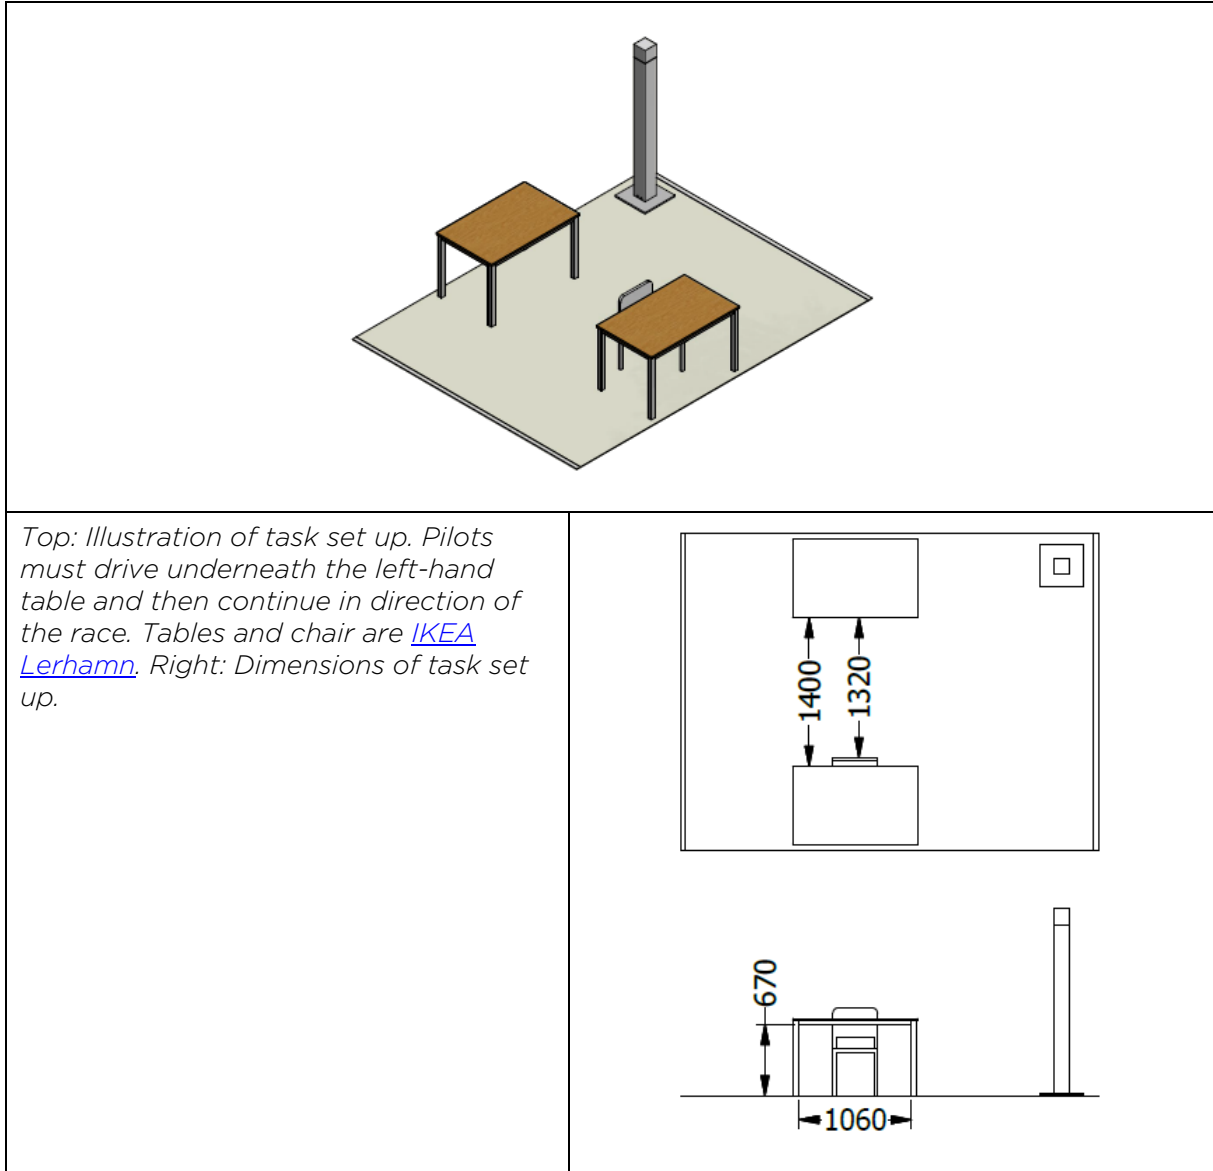 Top: Illustration of task set up. Pilots
must drive underneath the left-hand
table and then continue in direction of
the race. Tables and chair are IKEA
Lerhamn. Right: Dimensions of task set
up.
1400
1320
670
1060